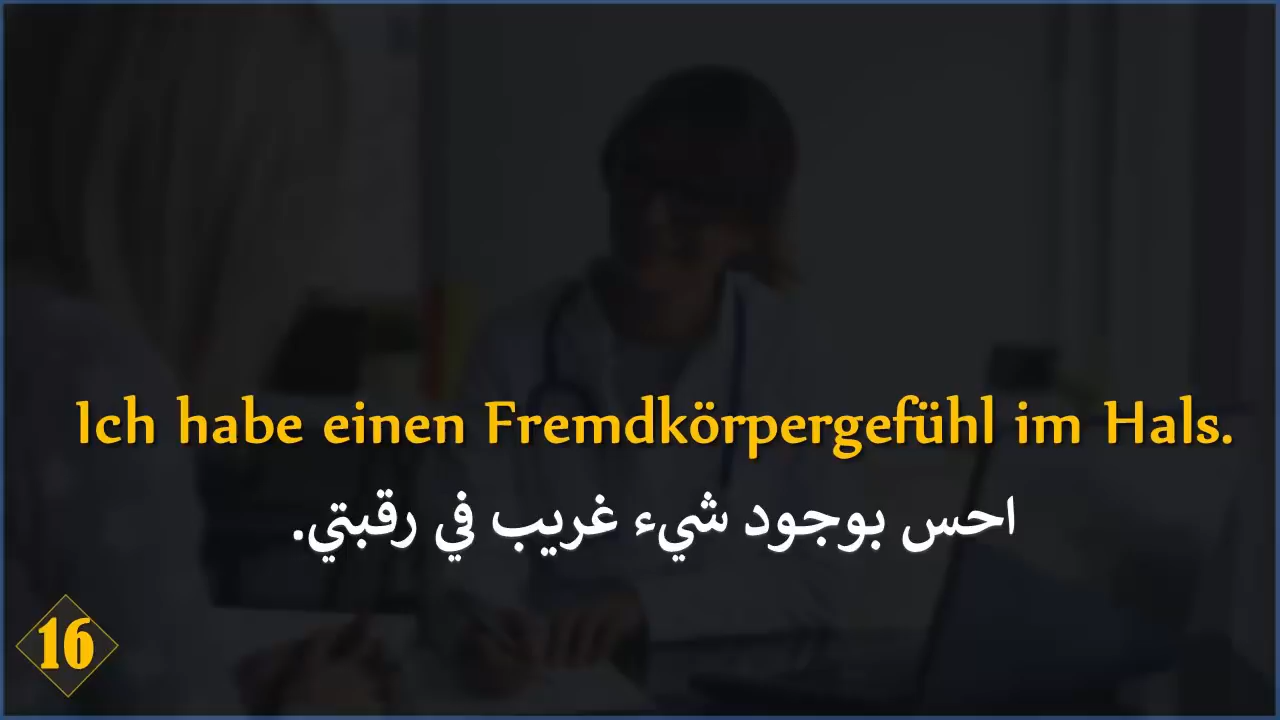 Ich habe einen Fremdkörpergefühl im Hals.
احس بوجود شيء غريب في رقبتي.
16